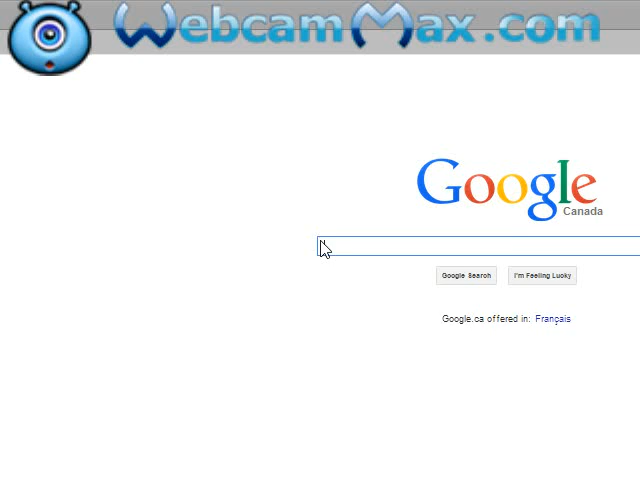 WebcamMax.com
Google
Canada
Google Search
I'm Feeling Lucky
Google.ca offered in: Français